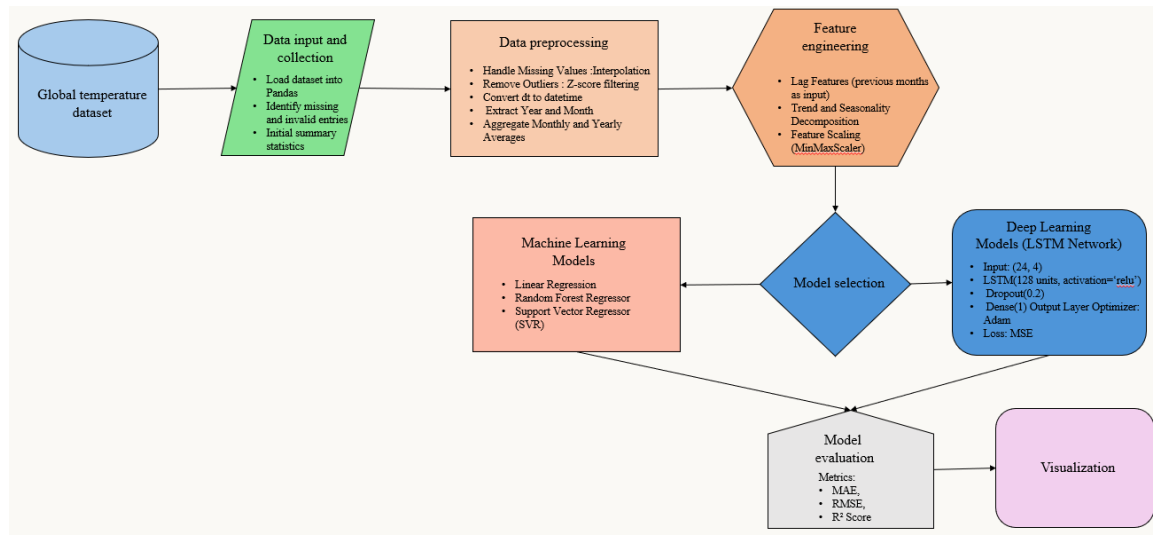 Global temperature
dataset
Data input and
collection
• Load dataset into
Pandas
• Identify missing
and invalid entries
• Initial summary
statistics
Data preprocessing
• Handle Missing Values :Interpolation
• Remove Outliers : Z-score filtering
• Convert dt to datetime
• Extract Year and Month
• Aggregate Monthly and Yearly
Averages
Feature
engineering
• Lag Features (previous months
as input)
• Trend and Seasonality
Decomposition
• Feature Scaling
(MinMaxScaler)
Machine Learning
Models
• Linear Regression
• Random Forest Regressor
• Support Vector Regressor
(SVR)
Model selection
Deep Learning
Models (LSTM Network)
• Input: (24, 4)
• LSTM(128 units, activation=‘relu’)
• Dropout(0.2)
• Dense(1) Output Layer Optimizer:
Adam
• Loss: MSE
Model
evaluation
Metrics:
• MAE,
• RMSE,
• R² Score
Visualization